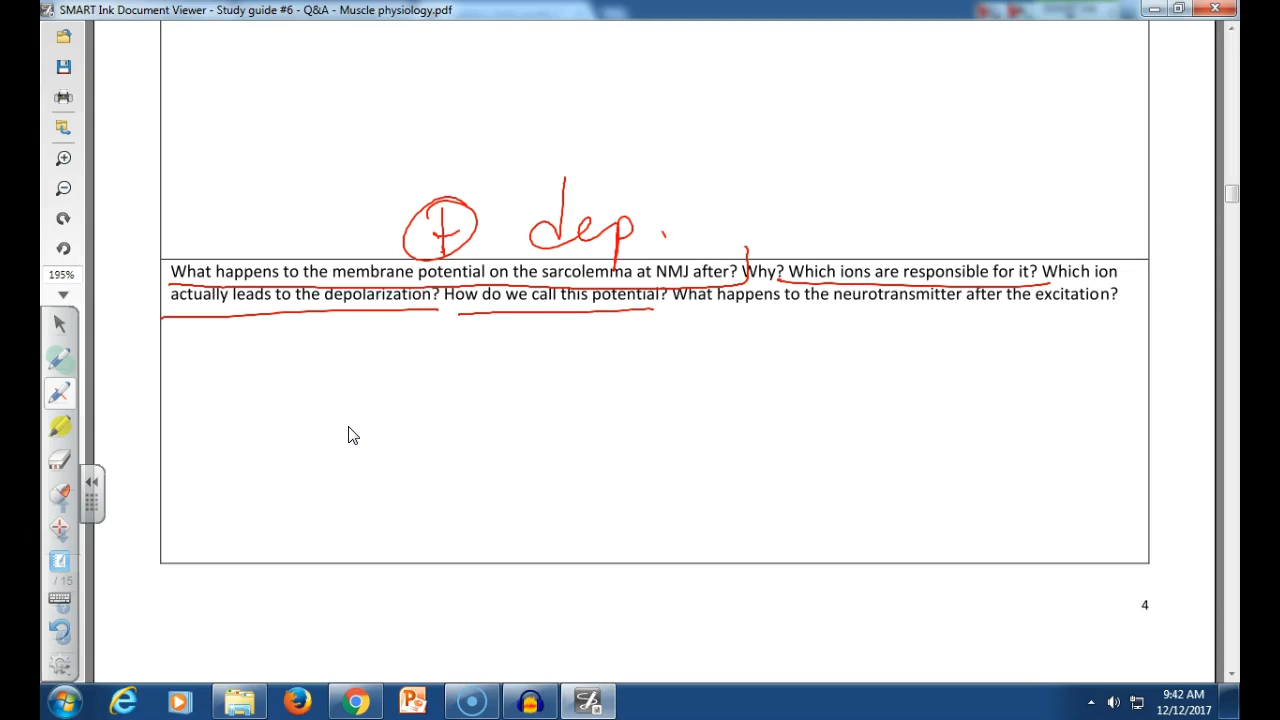 SMART Ink Document Viewer - Study guide #6 - Q&A - Muscle physiology.pdf
+ dep.
195%
What happens to the membrane potential on the sarcolemma at NMJ after? Why? Which ions are responsible for it? Which ion
actually leads to the depolarization? How do we call this potential? What happens to the neurotransmitter after the excitation?
/ 15
4
9:42 AM
12/12/2017